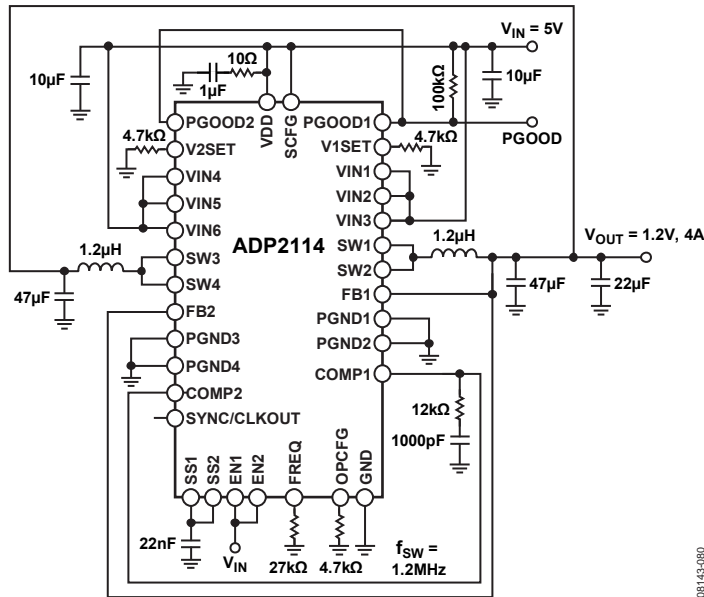 VIN = 5V
10Ω
10µF
1µF
100kΩ
10µF
PGOOD2
VDD
SCFG
PGOOD1
PGOOD
4.7kΩ
4.7kΩ
V2SET
V1SET
VIN4
VIN1
VIN5
VIN2
VIN6
VIN3
ADP2114
VOUT = 1.2V, 4A
1.2µH
SW3
SW1
1.2µH
SW4
SW2
47µF
47µF
22µF
FB2
FB1
PGND3
PGND1
PGND4
PGND2
COMP2
COMP1
SYNC/CLKOUT
12kΩ
1000pF
SS1
SS2
EN1
EN2
FREQ
OPCFG
GND
22nF
VIN
27kΩ
4.7kΩ
fSW =
1.2MHz
08143-080